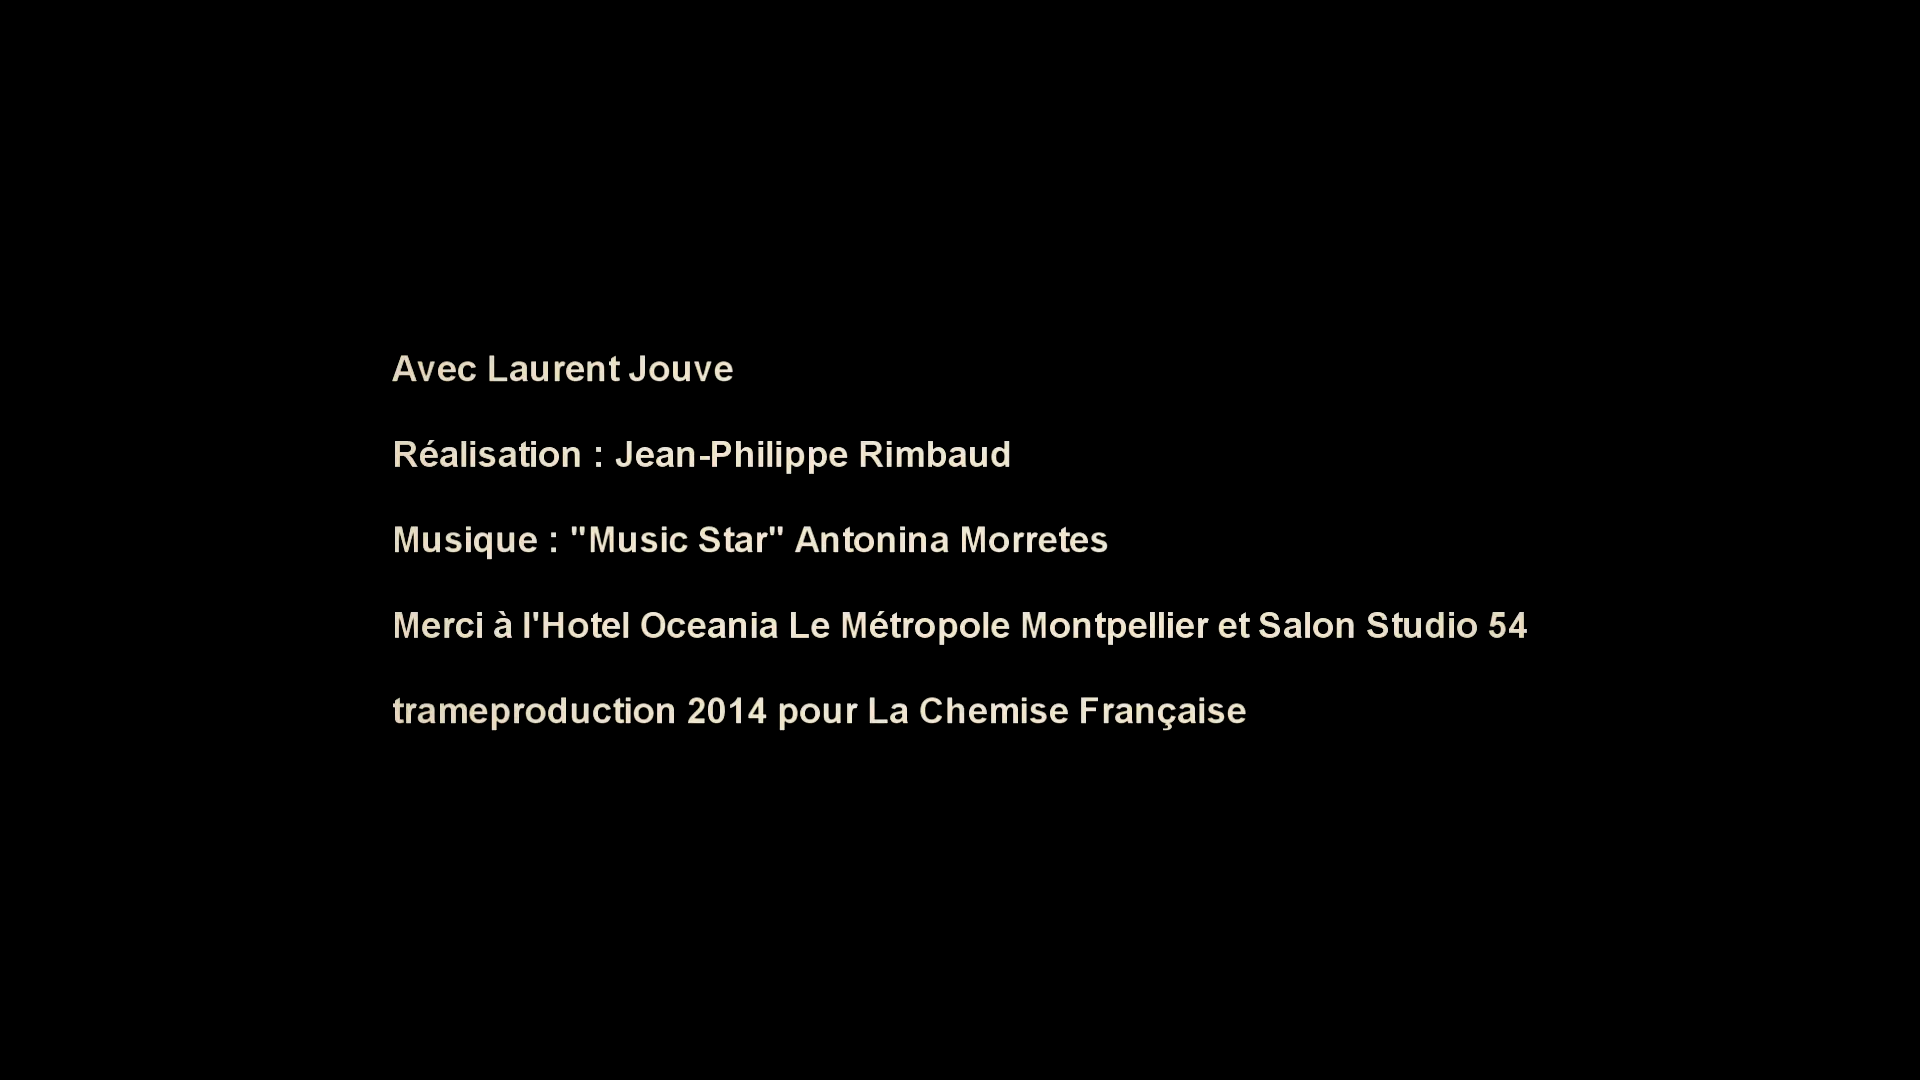 Avec Laurent Jouve
Réalisation : Jean-Philippe Rimbaud
Musique : "Music Star" Antonina Morretes
Merci à l'Hotel Oceania Le Métropole Montpellier et Salon Studio 54
trameproduction 2014 pour La Chemise Française